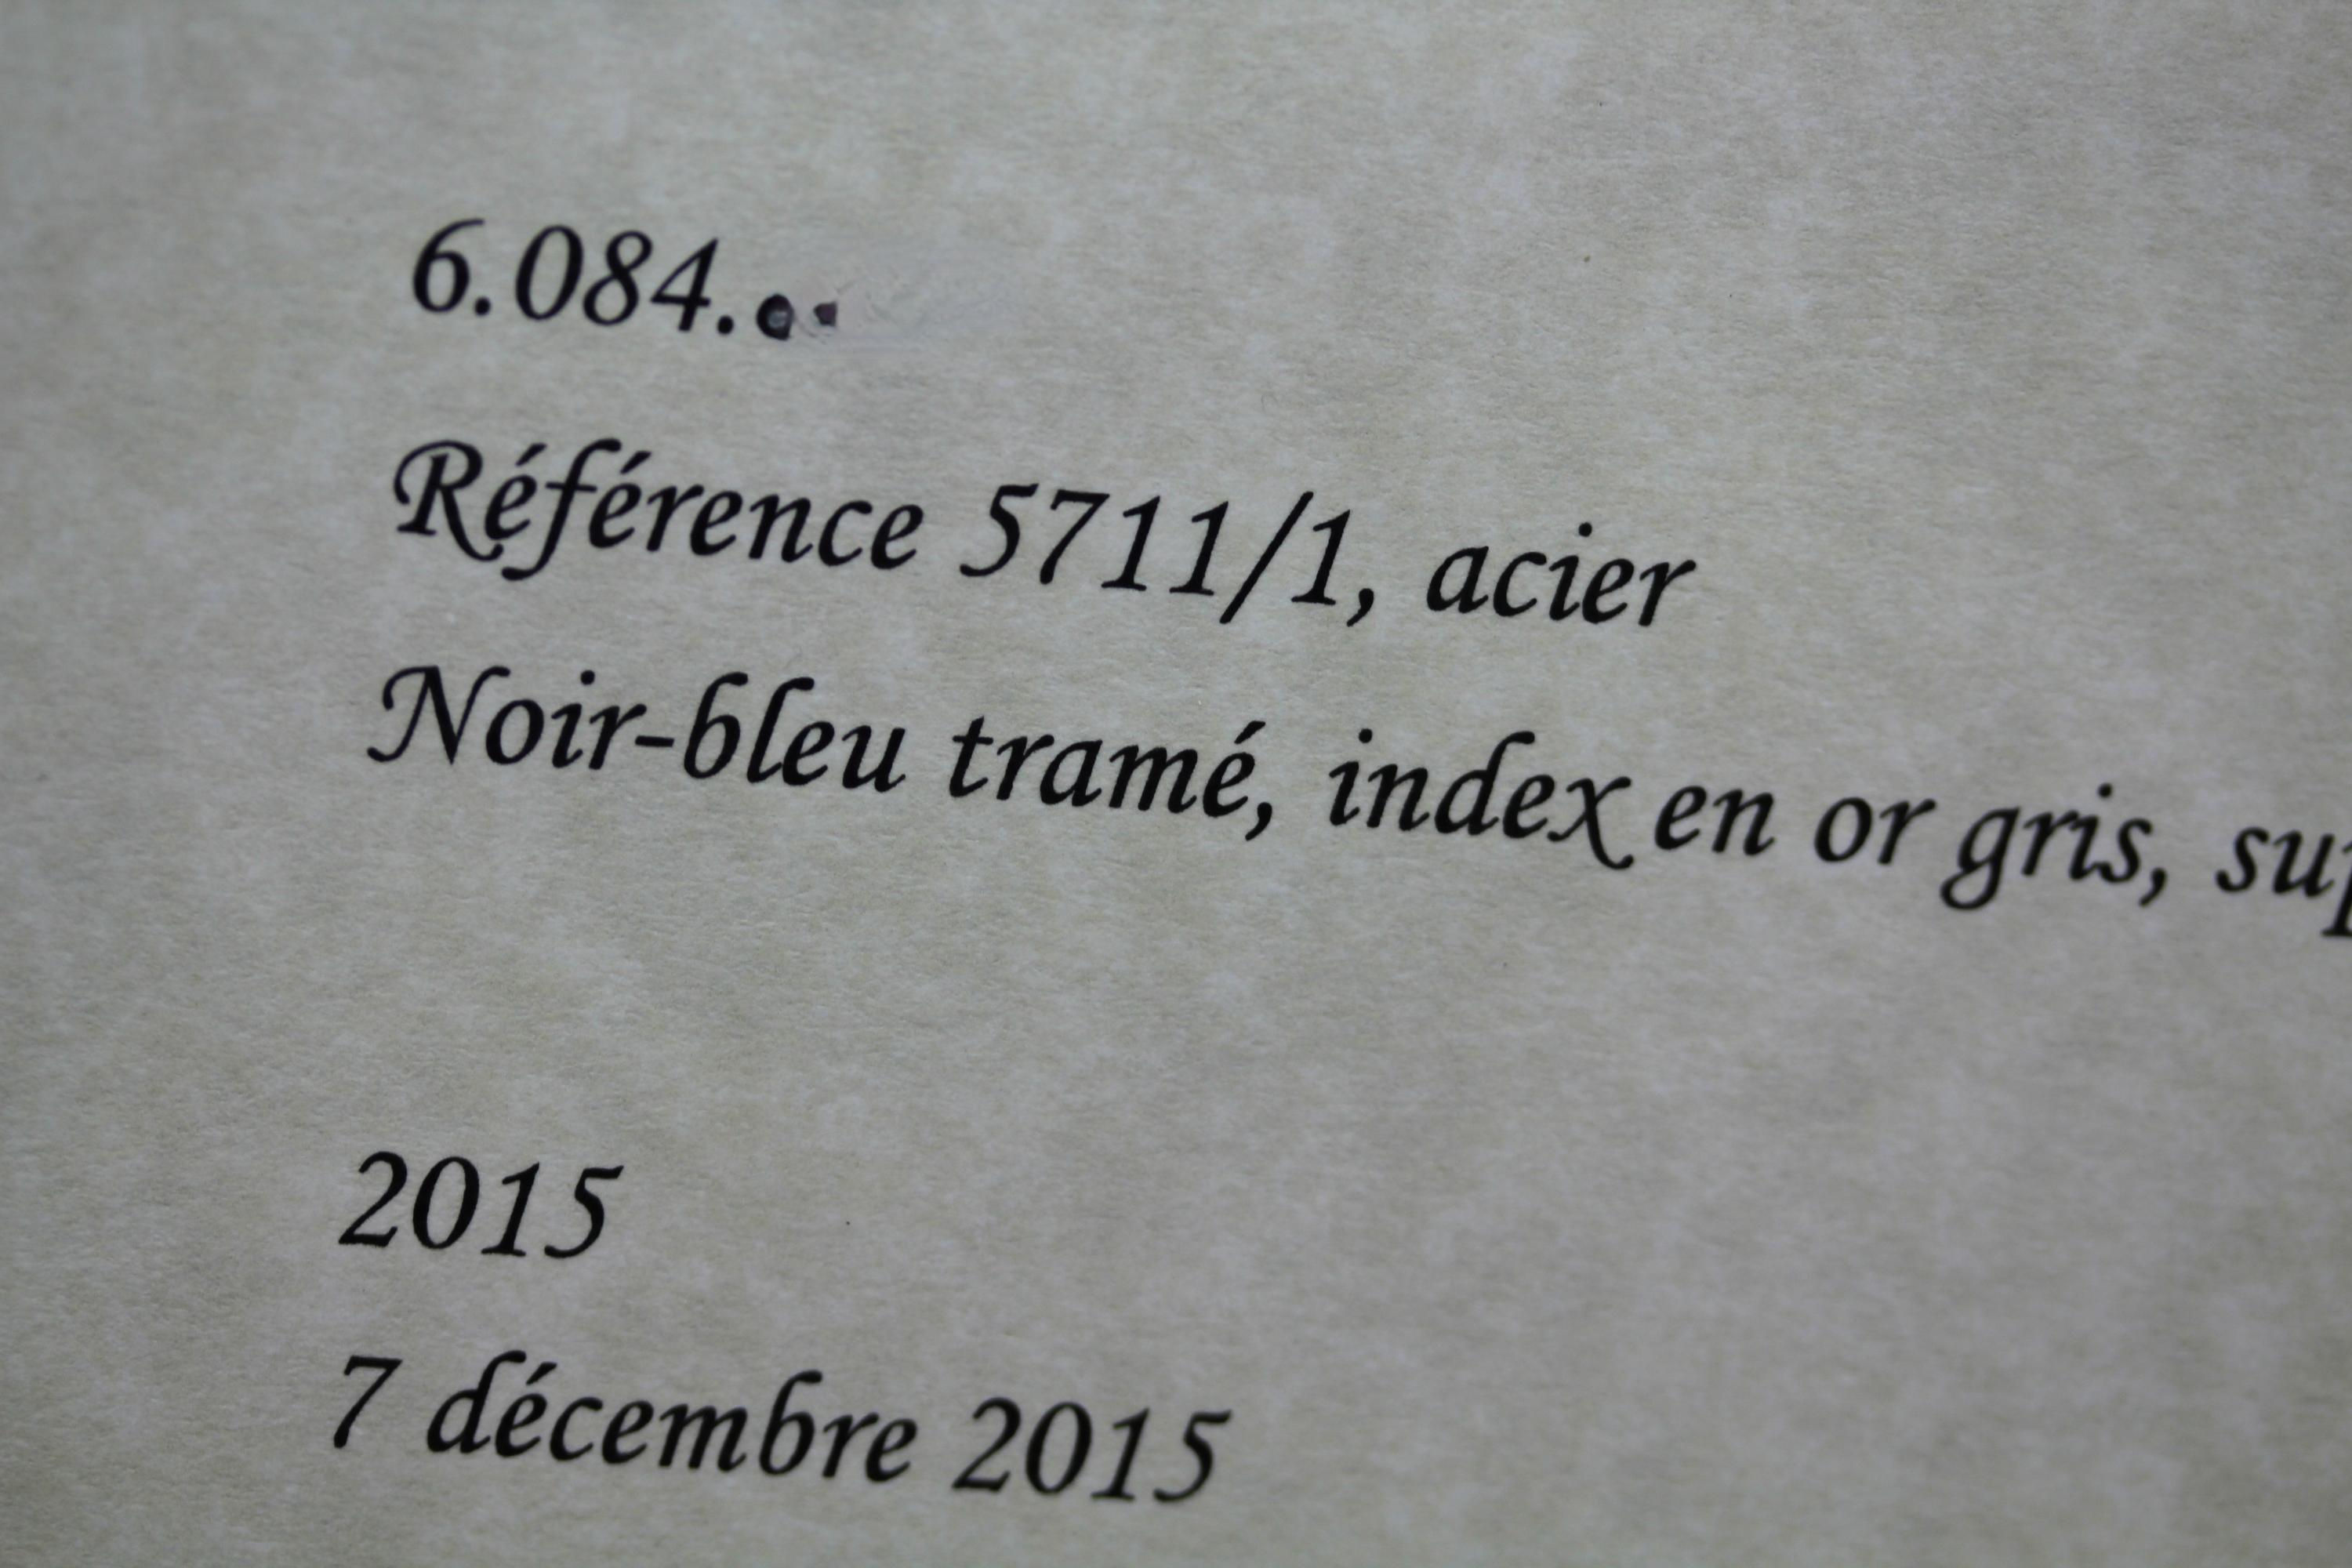 6.084.
Référence 5711/1, acier
Noir-bleu tramé, index en or gris,
2015
7 décembre 2015